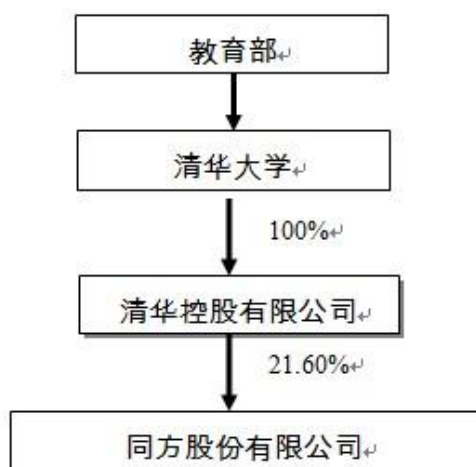 教育部
清华大学
100%
清华控股有限公司
21.60%
同方股份有限公司